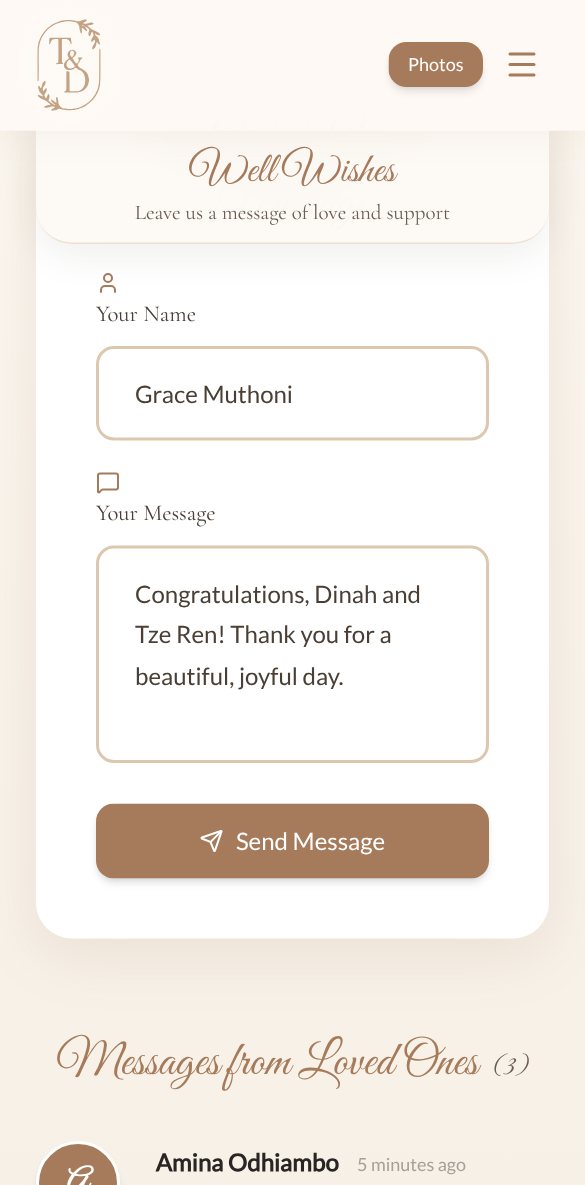 T&D
Photos
Well Wishes
Leave us a message of love and support
Your Name
Grace Muthoni
Your Message
Congratulations, Dinah and
Tze Ren! Thank you for a
beautiful, joyful day.
Send Message
Messages from Loved Ones (3)
Amina Odhiambo 5 minutes ago